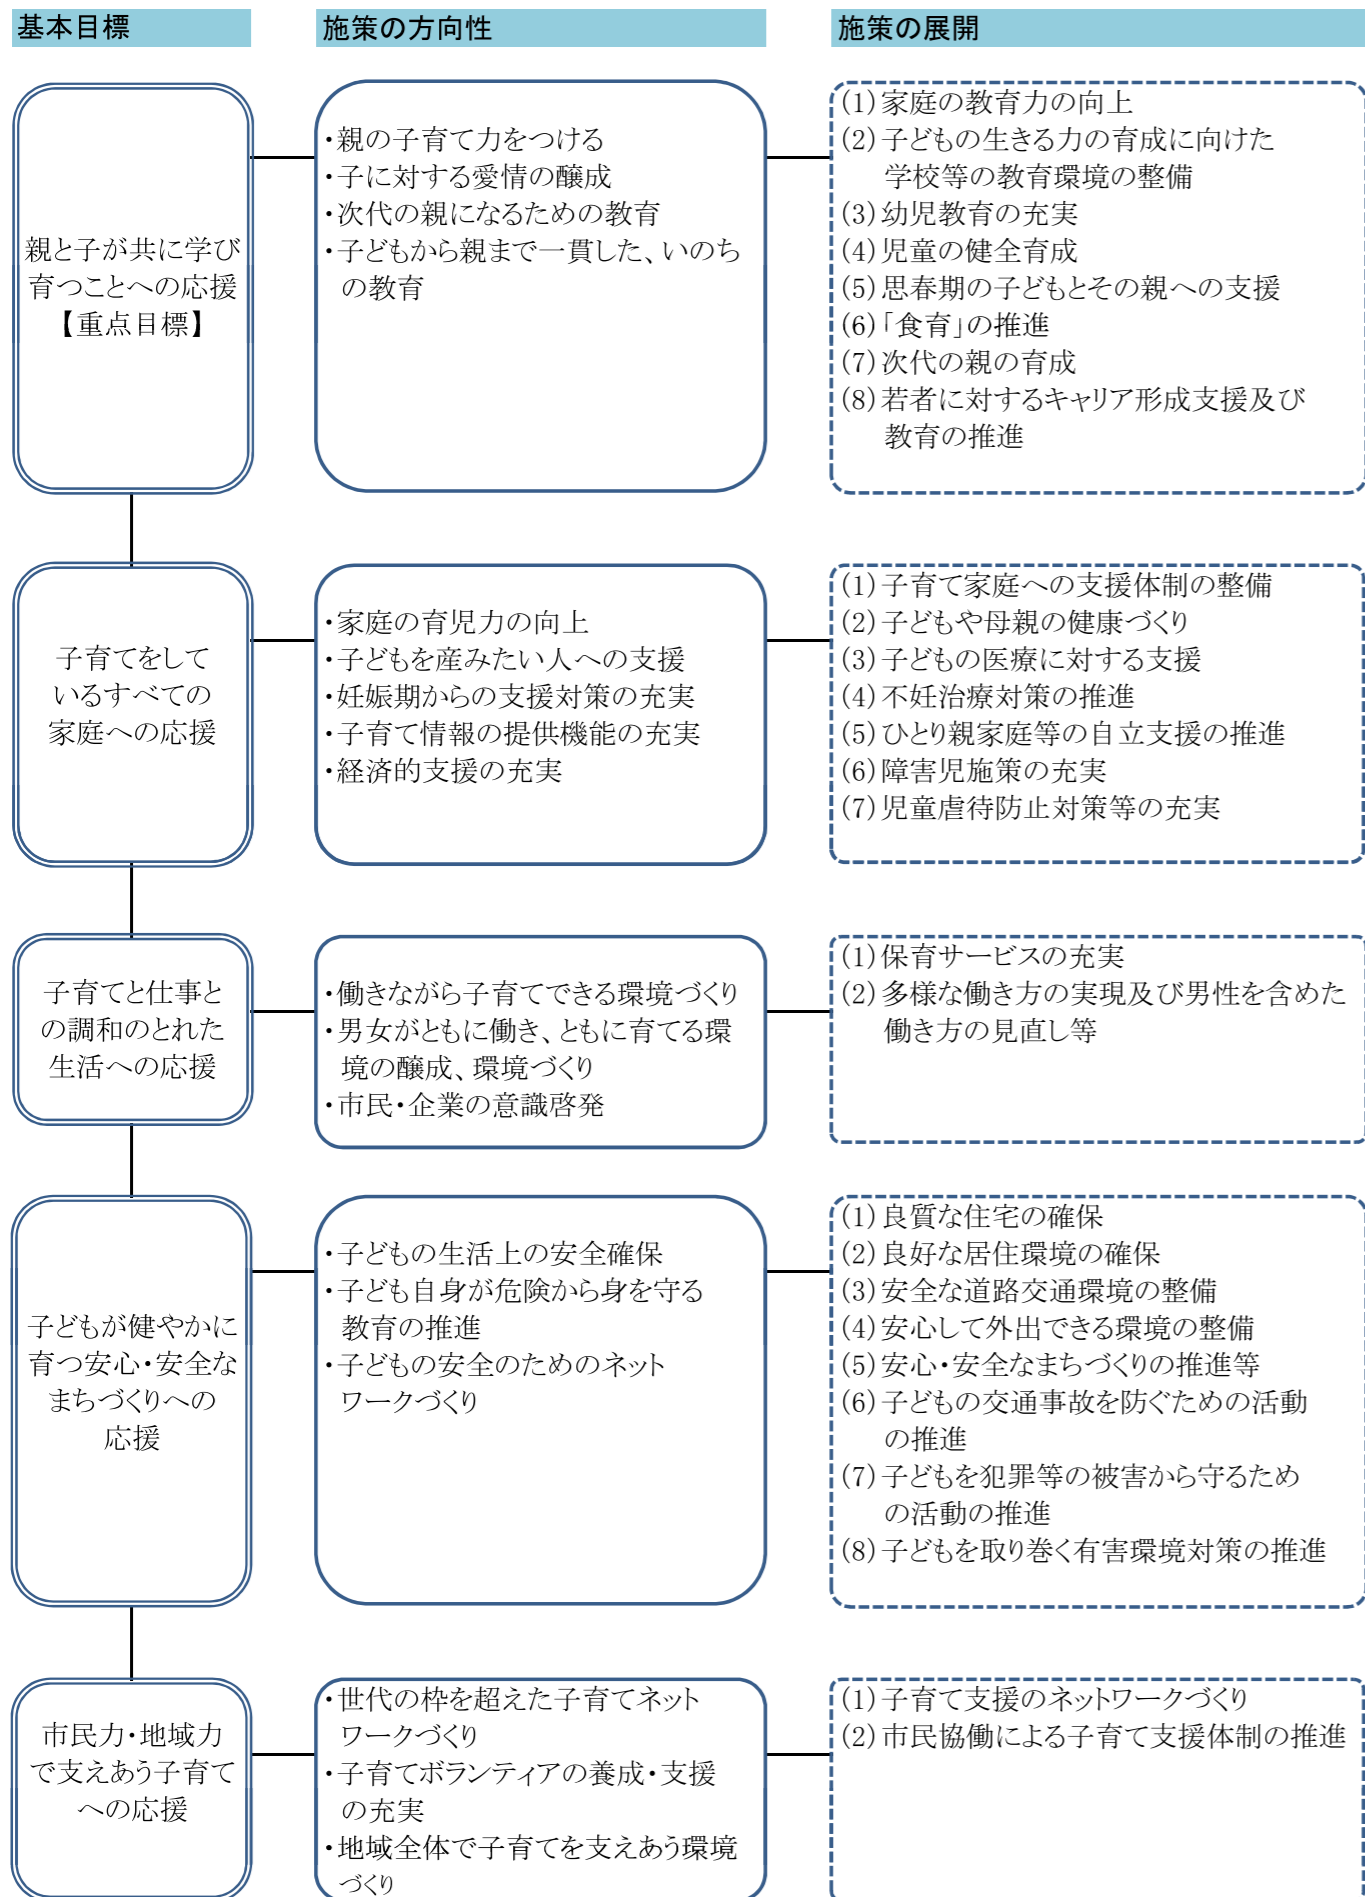 基本目標
施策の方向性
施策の展開
親と子が共に学び
育つことへの応援
【重点目標】
・親の子育て力をつける
・子に対する愛情の醸成
・次代の親になるための教育
・子どもから親まで一貫した、いのち
の教育
(1)家庭の教育力の向上
(2)子どもの生きる力の育成に向けた
学校等の教育環境の整備
(3)幼児教育の充実
(4)児童の健全育成
(5)思春期の子どもとその親への支援
(6)「食育」の推進
(7)次代の親の育成
(8)若者に対するキャリア形成支援及び
教育の推進
子育てをして
いるすべての
家庭への応援
・家庭の育児力の向上
・子どもを産みたい人への支援
・妊娠期からの支援対策の充実
・子育て情報の提供機能の充実
・経済的支援の充実
(1)子育て家庭への支援体制の整備
(2)子どもや母親の健康づくり
(3)子どもの医療に対する支援
(4)不妊治療対策の推進
(5)ひとり親家庭等の自立支援の推進
(6)障害児施策の充実
(7)児童虐待防止対策等の充実
子育てと仕事と
の調和のとれた
生活への応援
・働きながら子育てできる環境づくり
・男女がともに働き、ともに育てる環
境の醸成、環境づくり
・市民・企業の意識啓発
(1)保育サービスの充実
(2)多様な働き方の実現及び男性を含めた
働き方の見直し等
子どもが健やかに
育つ安心・安全な
まちづくりへの
応援
・子どもの生活上の安全確保
・子ども自身が危険から身を守る
教育の推進
・子どもの安全のためのネット
ワークづくり
(1)良質な住宅の確保
(2)良好な居住環境の確保
(3)安全な道路交通環境の整備
(4)安心して外出できる環境の整備
(5)安心・安全なまちづくりの推進等
(6)子どもの交通事故を防ぐための活動
の推進
(7)子どもを犯罪等の被害から守るため
の活動の推進
(8)子どもを取り巻く有害環境対策の推進
市民力・地域力
で支えあう子育て
への応援
・世代の枠を超えた子育てネット
ワークづくり
・子育てボランティアの養成・支援
の充実
・地域全体で子育てを支えあう環境
づくり
(1)子育て支援のネットワークづくり
(2)市民協働による子育て支援体制の推進